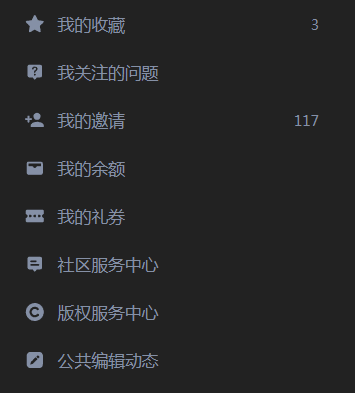 我的收藏 3
我关注的问题
我的邀请 117
我的余额
我的礼券
社区服务中心
版权服务中心
公共编辑动态